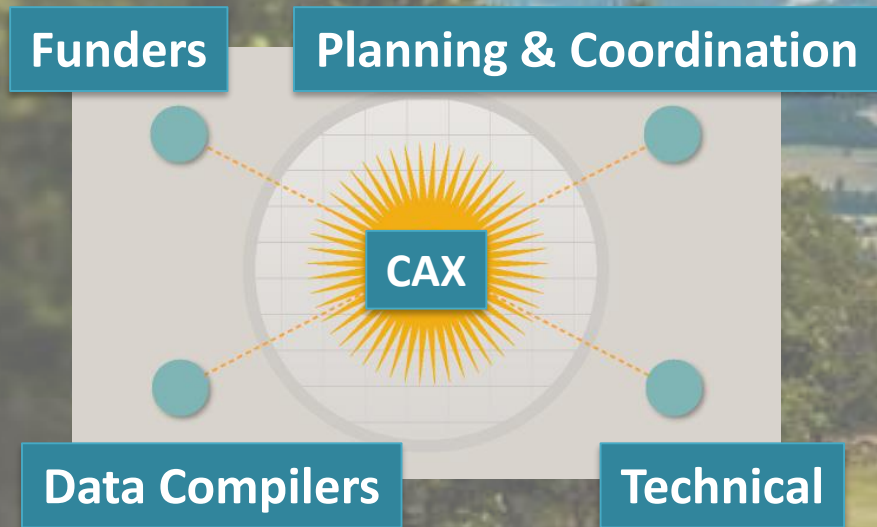 Funders
Planning & Coordination
CAX
Data Compilers
Technical